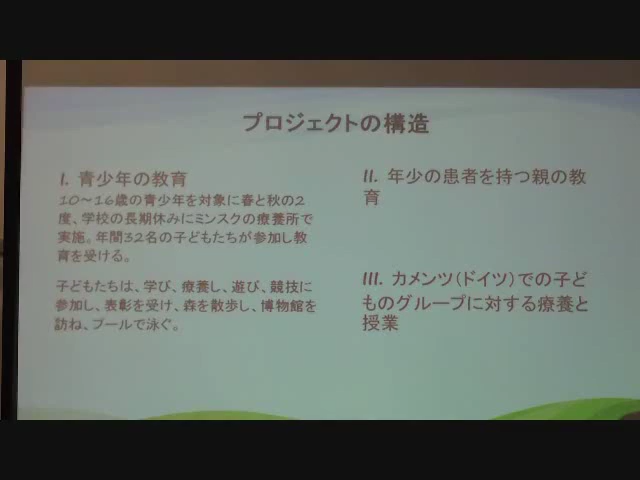 プロジェクトの構造
I. 青少年の教育
10～16歳の青少年を対象に春と秋の2
度、学校の長期休みにミンスクの療養所で
実施。年間32名の子どもたちが参加し教
育を受ける。
子どもたちは、学び、療養し、遊び、競技に
参加し、表彰を受け、森を散歩し、博物館を
訪ね、プールで泳ぐ。
II. 年少の患者を持つ親の教
育
III. カメンツ（ドイツ）での子ど
ものグループに対する療養と
授業